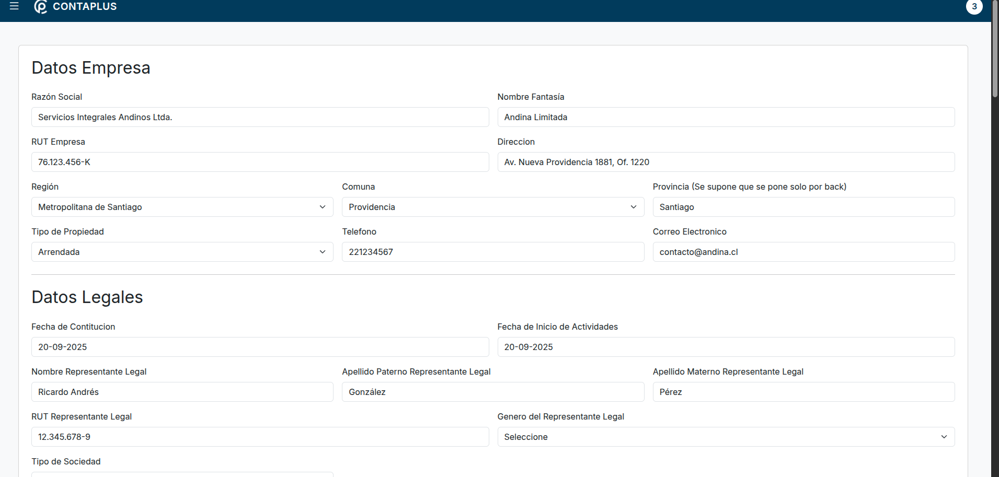 CONTAPLUS
3
Datos Empresa
Razón Social
Nombre Fantasía
Servicios Integrales Andinos Ltda.
Andina Limitada
RUT Empresa
Direccion
76.123.456-K
Av. Nueva Providencia 1881, Of. 1220
Región
Comuna
Provincia (Se supone que se pone solo por back)
Metropolitana de Santiago
Providencia
Santiago
Tipo de Propiedad
Telefono
Correo Electronico
Arrendada
221234567
contacto@andina.cl
Datos Legales
Fecha de Contitucion
Fecha de Inicio de Actividades
20-09-2025
20-09-2025
Nombre Representante Legal
Apellido Paterno Representante Legal
Apellido Materno Representante Legal
Ricardo Andrés
González
Pérez
RUT Representante Legal
Genero del Representante Legal
12.345.678-9
Seleccione
Tipo de Sociedad